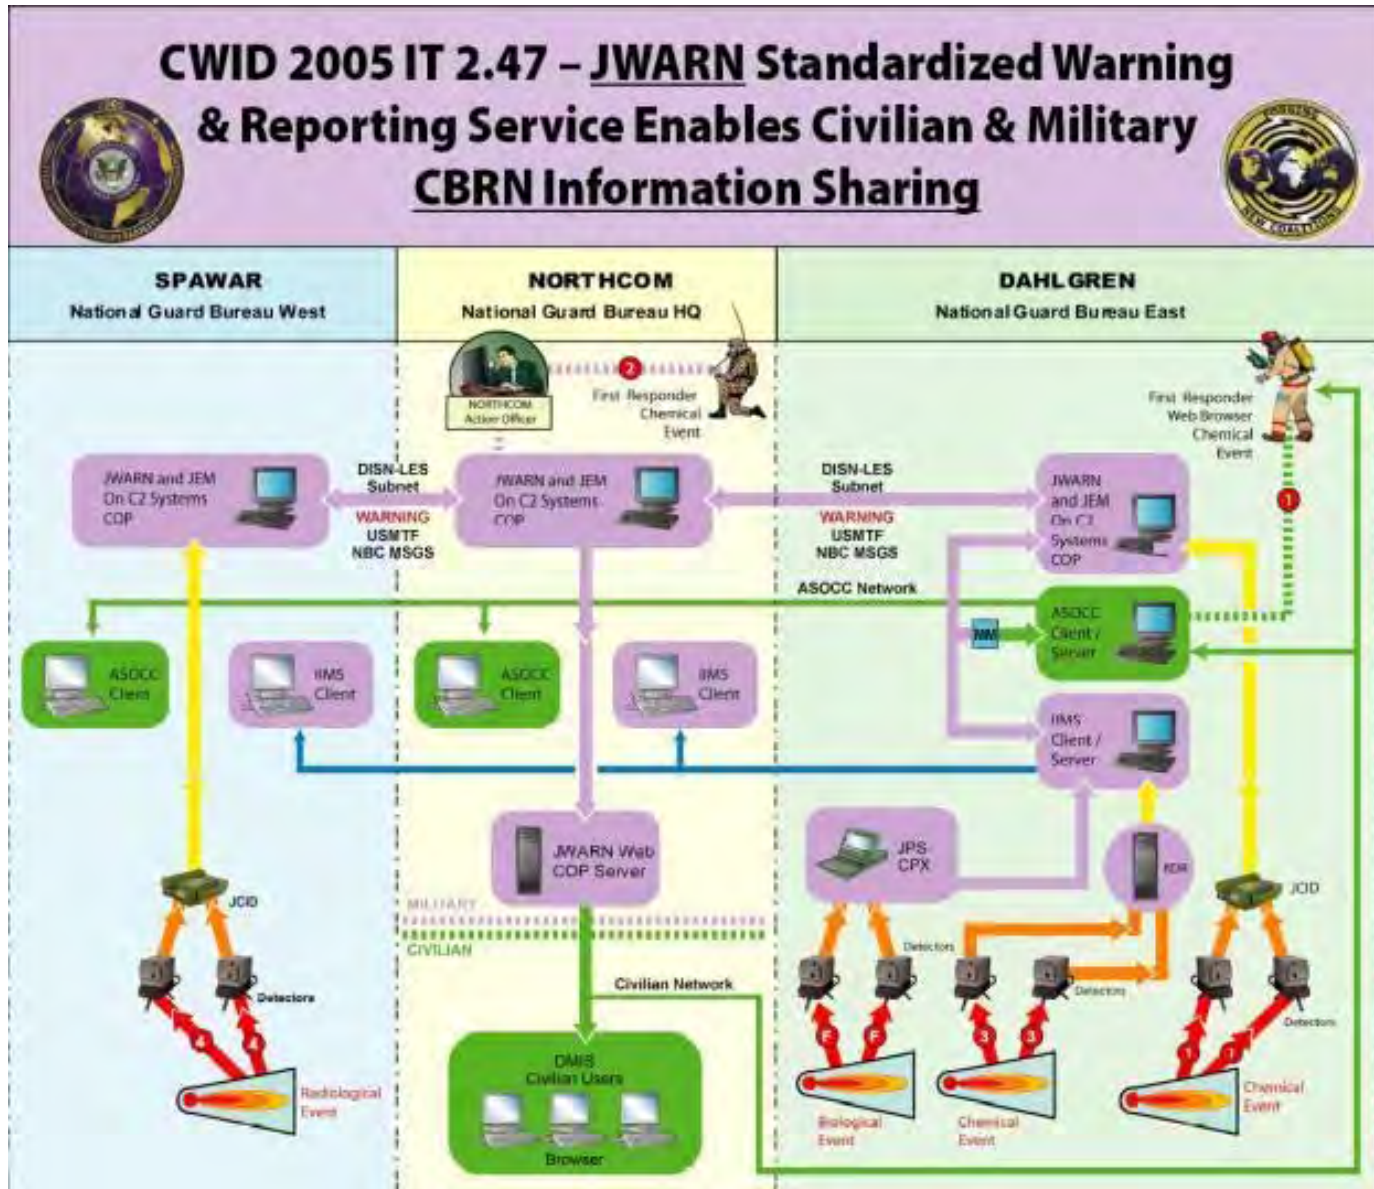 CWID 2005 IT 2.47 – JWARN Standardized Warning
& Reporting Service Enables Civilian & Military
CBRN Information Sharing
NEW COALITIONS
SPAWAR
National Guard Bureau West
NORTHCOM
National Guard Bureau HQ
DAHLGREN
National Guard Bureau East
NORTHCOM
Action Officer
2
First Responder
Chemical
Event
First Responder
Web Browser
Chemical
Event
JWARN and JEM
On C2 Systems
COP
DISN-LES
Subnet
WARNING
USMTF
NBC MSGS
JWARN and JEM
On C2 Systems
COP
DISN-LES
Subnet
WARNING
USMTF
NBC MSGS
JWARN
and JEM
On C2
Systems
COP
1
ASOCC Network
ASOCC
Client
IIMS
Client
ASOCC
Client
IIMS
Client
MM
ASOCC
Client /
Server
IIMS
Client /
Server
JWARN Web
COP Server
JPS
CPX
JCID
JCID
MILITARY
CIVILIAN
Detectors
Detectors
Detectors
Detectors
Civilian Network
4
4
F
F
3
3
1
1
DMIS
Civilian Users
Browser
Radiological
Event
Biological
Event
Chemical
Event
Chemical
Event